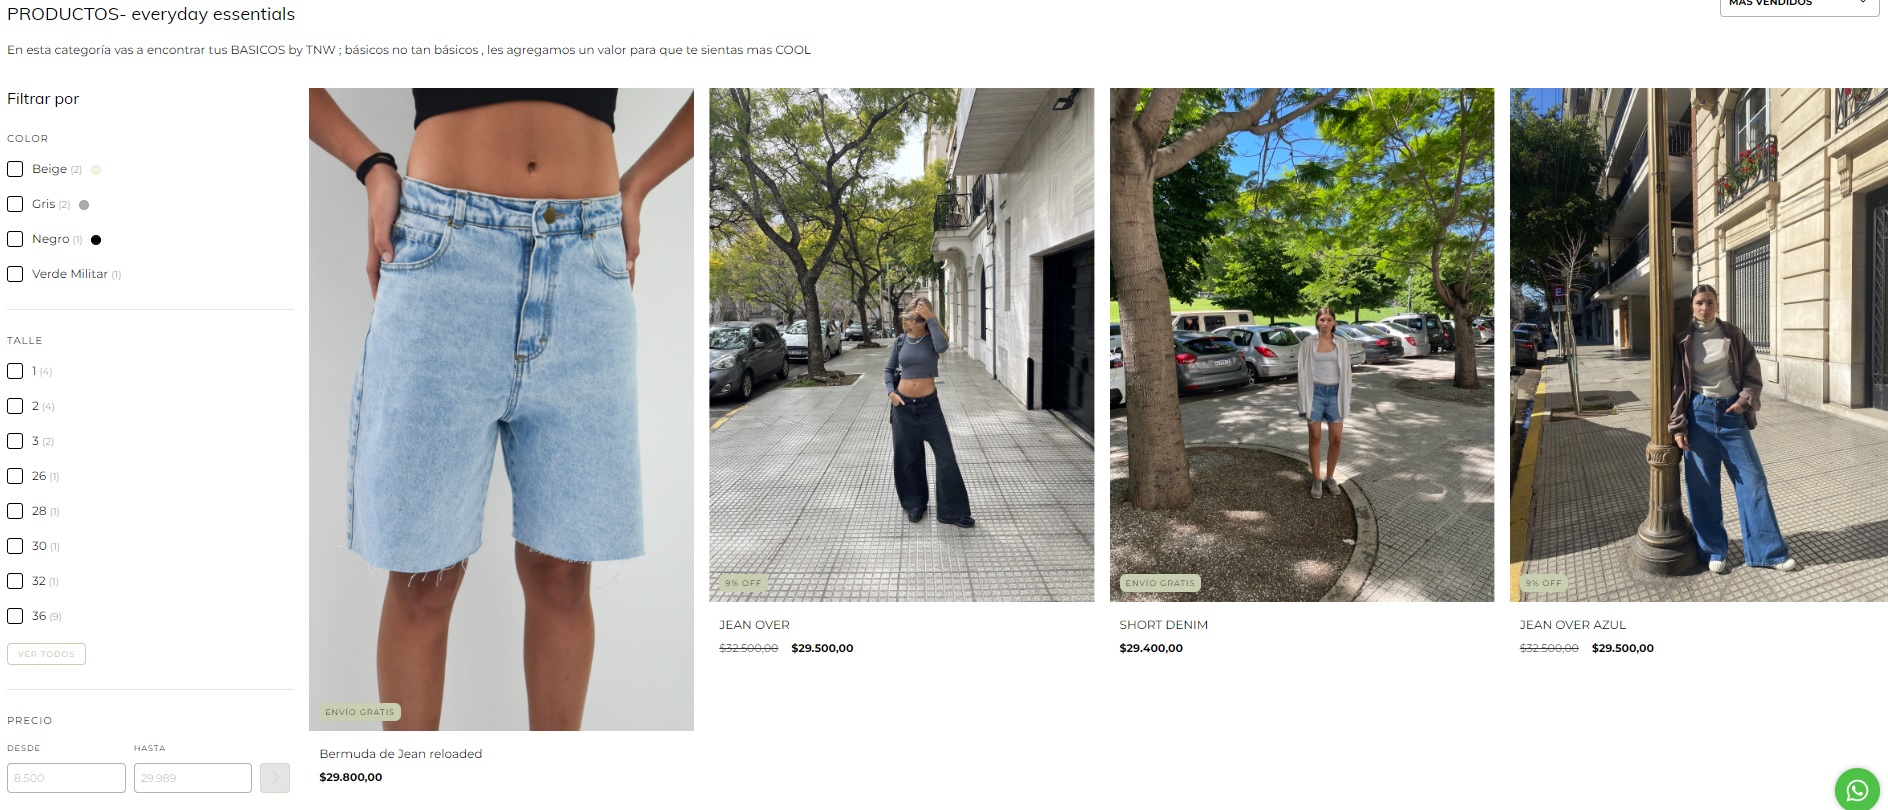 PRODUCTOS- everyday essentials
MÁS VENDIDOS
En esta categoría vas a encontrar tus BASICOS by TNW ; básicos no tan básicos , les agregamos un valor para que te sientas mas COOL
Filtrar por
COLOR
Beige (2)
Gris (2)
Negro (1)
Verde Militar (1)
TALLE
1 (4)
2 (4)
3 (2)
26 (1)
28 (1)
30 (1)
32 (1)
36 (9)
VER TODOS
PRECIO
DESDE
HASTA
8.500
29.989
ENVÍO GRATIS
Bermuda de Jean reloaded
$29.800,00
9% OFF
JEAN OVER
$32.500,00 $29.500,00
ENVÍO GRATIS
SHORT DENIM
$29.400,00
9% OFF
JEAN OVER AZUL
$32.500,00 $29.500,00